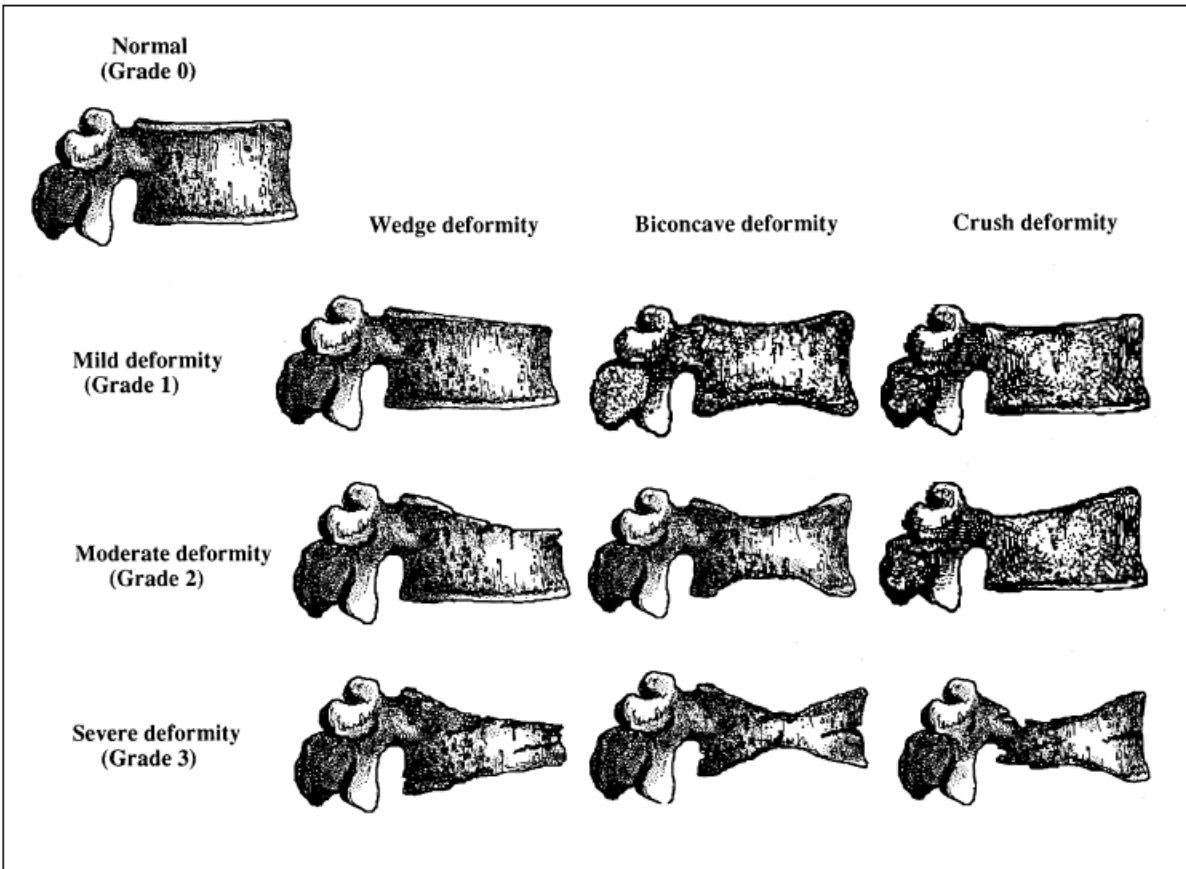 Normal
(Grade 0)
Wedge deformity
Biconcave deformity
Crush deformity
Mild deformity
(Grade 1)
Moderate deformity
(Grade 2)
Severe deformity
(Grade 3)